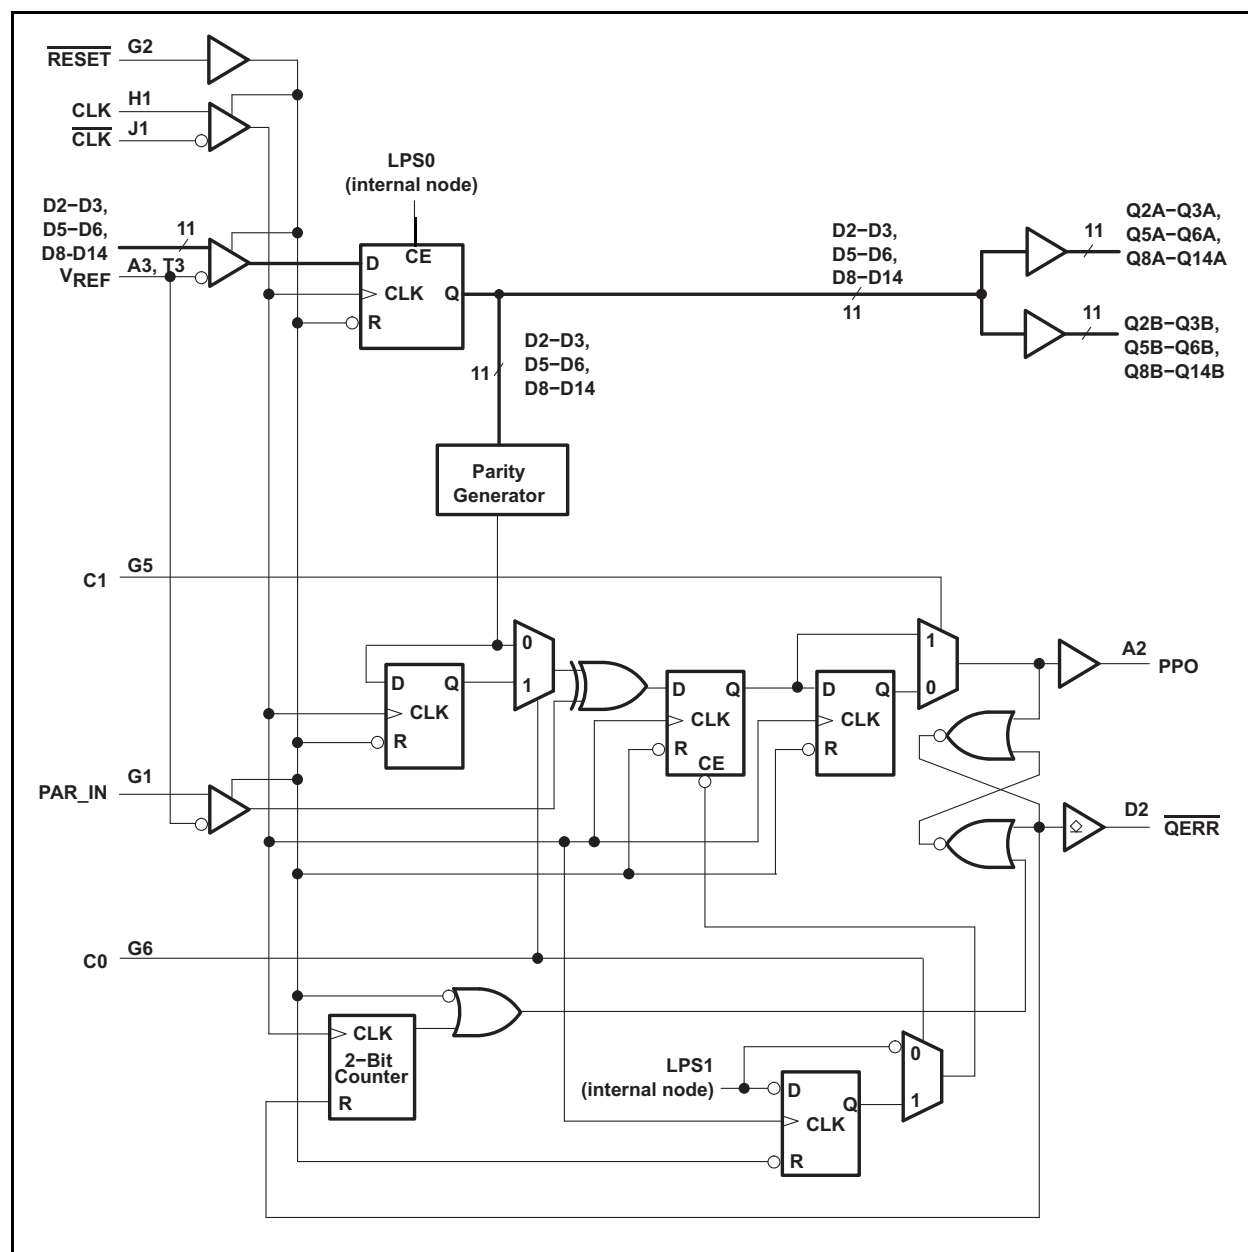 RESET G2
CLK H1
CLK J1
LPS0
(internal node)
D2−D3,
D5−D6,
D8-D14
11
VREF A3, T3
D CE
CLK Q
R
D2−D3,
D5−D6,
D8−D14
11
D2−D3,
D5−D6,
D8−D14
11
11
Q2A−Q3A,
Q5A−Q6A,
Q8A−Q14A
11
Q2B−Q3B,
Q5B−Q6B,
Q8B−Q14B
Parity
Generator
C1 G5
0
1
D Q
CLK
R
D Q
CLK
R
CE
D Q
CLK
R
1
0
A2
PPO
PAR_IN G1
D2
QERR
C0 G6
CLK
2−Bit
Counter
R
LPS1
(internal node)
D Q
CLK
R
0
1